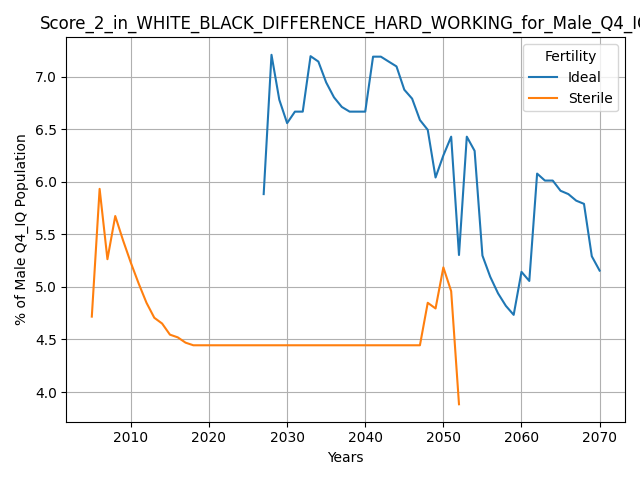 Score_2_in_WHITE_BLACK_DIFFERENCE_HARD_WORKING_for_Male_Q4_IQ
Fertility
Ideal
Sterile
% of Male Q4_IQ Population
7.0
6.5
6.0
5.5
5.0
4.5
4.0
2010 2020 2030 2040 2050 2060 2070
Years